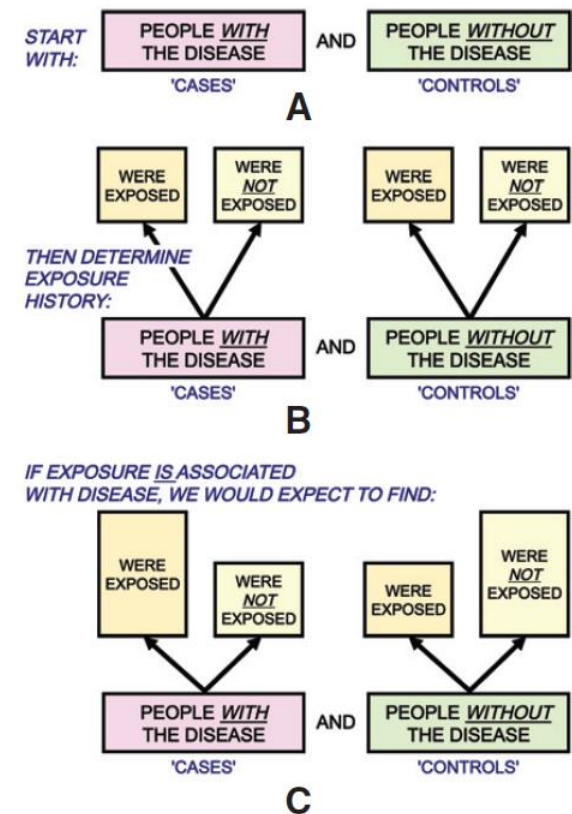 START
WITH:
PEOPLE WITH
THE DISEASE
AND
PEOPLE WITHOUT
THE DISEASE
'CASES'
'CONTROLS'
A
WERE
EXPOSED
WERE
NOT
EXPOSED
WERE
EXPOSED
WERE
NOT
EXPOSED
THEN DETERMINE
EXPOSURE
HISTORY:
PEOPLE WITH
THE DISEASE
AND
PEOPLE WITHOUT
THE DISEASE
'CASES'
'CONTROLS'
B
IF EXPOSURE IS ASSOCIATED
WITH DISEASE, WE WOULD EXPECT TO FIND:
WERE
EXPOSED
WERE
NOT
EXPOSED
WERE
EXPOSED
WERE
NOT
EXPOSED
PEOPLE WITH
THE DISEASE
AND
PEOPLE WITHOUT
THE DISEASE
'CASES'
'CONTROLS'
C